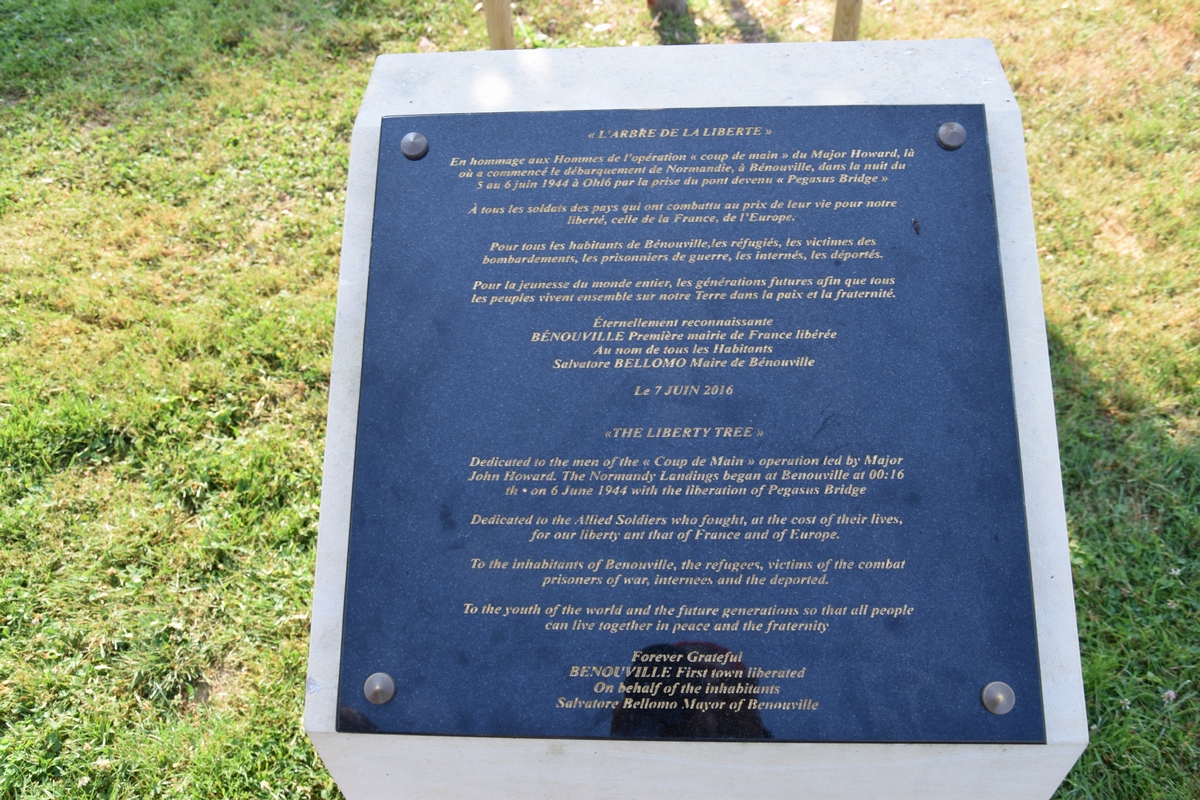 « L'ARBRE DE LA LIBERTE »
En hommage aux Hommes de l'opération « coup de main » du Major Howard, là
où a commencé le débarquement de Normandie, à Bénouville, dans la nuit du
5 au 6 juin 1944 à Ohl6 par la prise du pont devenu « Pegasus Bridge »
À tous les soldats des pays qui ont combattu au prix de leur vie pour notre
liberté, celle de la France, de l'Europe.
Pour tous les habitants de Bénouville,les réfugiés, les victimes des
bombardements, les prisonniers de guerre, les internés, les déportés.
Pour la jeunesse du monde entier, les générations futures afin que tous
les peuples vivent ensemble sur notre Terre dans la paix et la fraternité.
Éternellement reconnaissante
BÉNOUVILLE Première mairie de France libérée
Au nom de tous les Habitants
Salvatore BELLOMO Maire de Bénouville
Le 7 JUIN 2016
«THE LIBERTY TREE »
Dedicated to the men of the « Coup de Main » operation led by Major
John Howard. The Normandy Landings began at Benouville at 00:16
th • on 6 June 1944 with the liberation of Pegasus Bridge
Dedicated to the Allied Soldiers who fought, at the cost of their lives,
for our liberty ant that of France and of Europe.
To the inhabitants of Benouville, the refugees, victims of the combat
prisoners of war, internees and the deported.
To the youth of the world and the future generations so that all people
can live together in peace and the fraternity
Forever Grateful
BENOUVILLE First town liberated
On behalf of the inhabitants
Salvatore Bellomo Mayor of Benouville